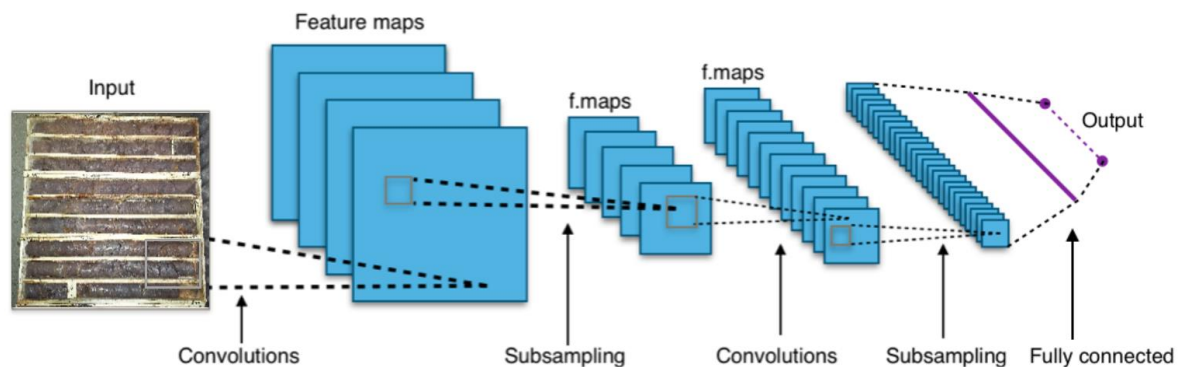 Feature maps
Input
f.maps
f.maps
Output
Convolutions
Subsampling
Convolutions
Subsampling
Fully connected